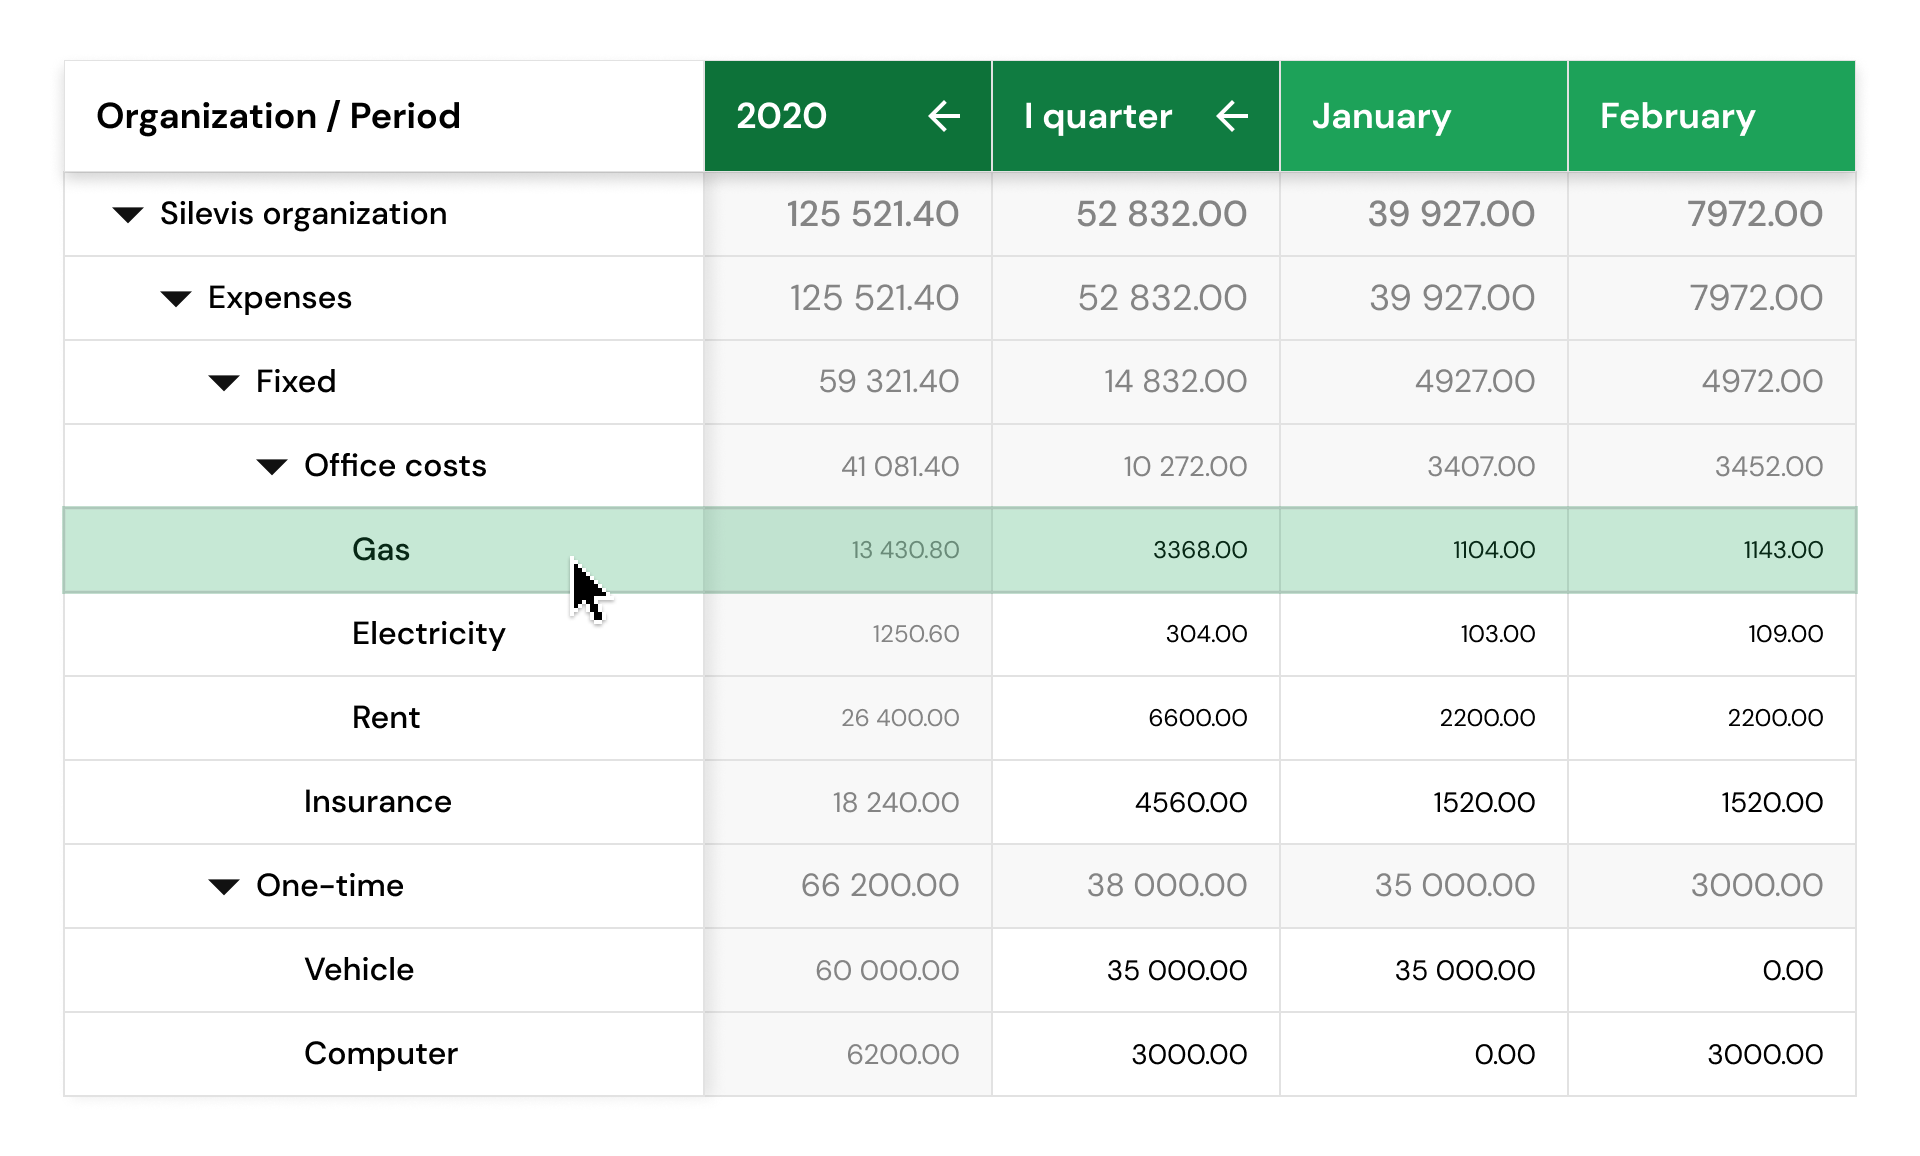 Organization / Period 2020 I quarter January February
Silevis organization 125 521.40 52 832.00 39 927.00 7972.00
Expenses 125 521.40 52 832.00 39 927.00 7972.00
Fixed 59 321.40 14 832.00 4927.00 4972.00
Office costs 41 081.40 10 272.00 3407.00 3452.00
Gas 13 430.80 3368.00 1104.00 1143.00
Electricity 1250.60 304.00 103.00 109.00
Rent 26 400.00 6600.00 2200.00 2200.00
Insurance 18 240.00 4560.00 1520.00 1520.00
One-time 66 200.00 38 000.00 35 000.00 3000.00
Vehicle 60 000.00 35 000.00 35 000.00 0.00
Computer 6200.00 3000.00 0.00 3000.00